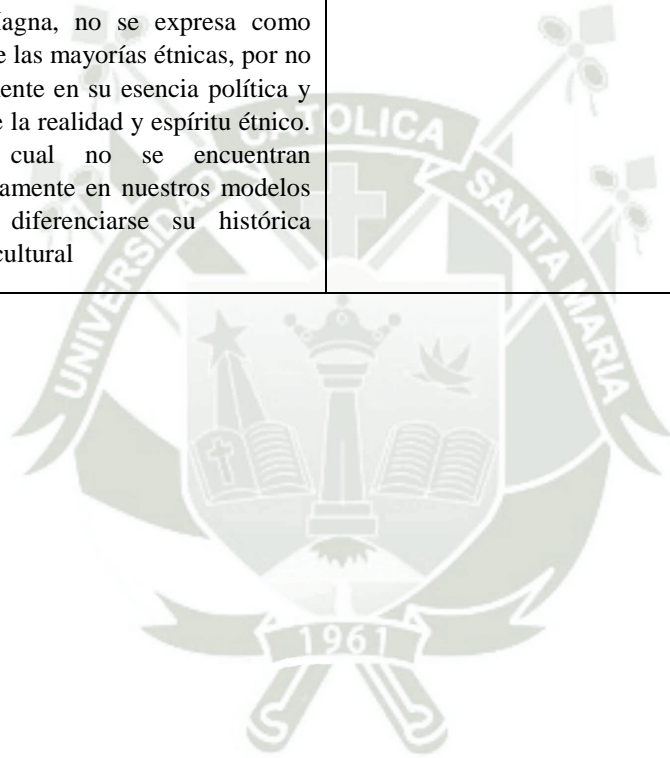 Magna, no se expresa como
e las mayorías étnicas, por no
ente en su esencia política y
e la realidad y espíritu étnico.
cual no se encuentran
amente en nuestros modelos
diferenciarse su histórica
cultural
UNIVERSIDAD CATOLICA SANTA MARIA
1961